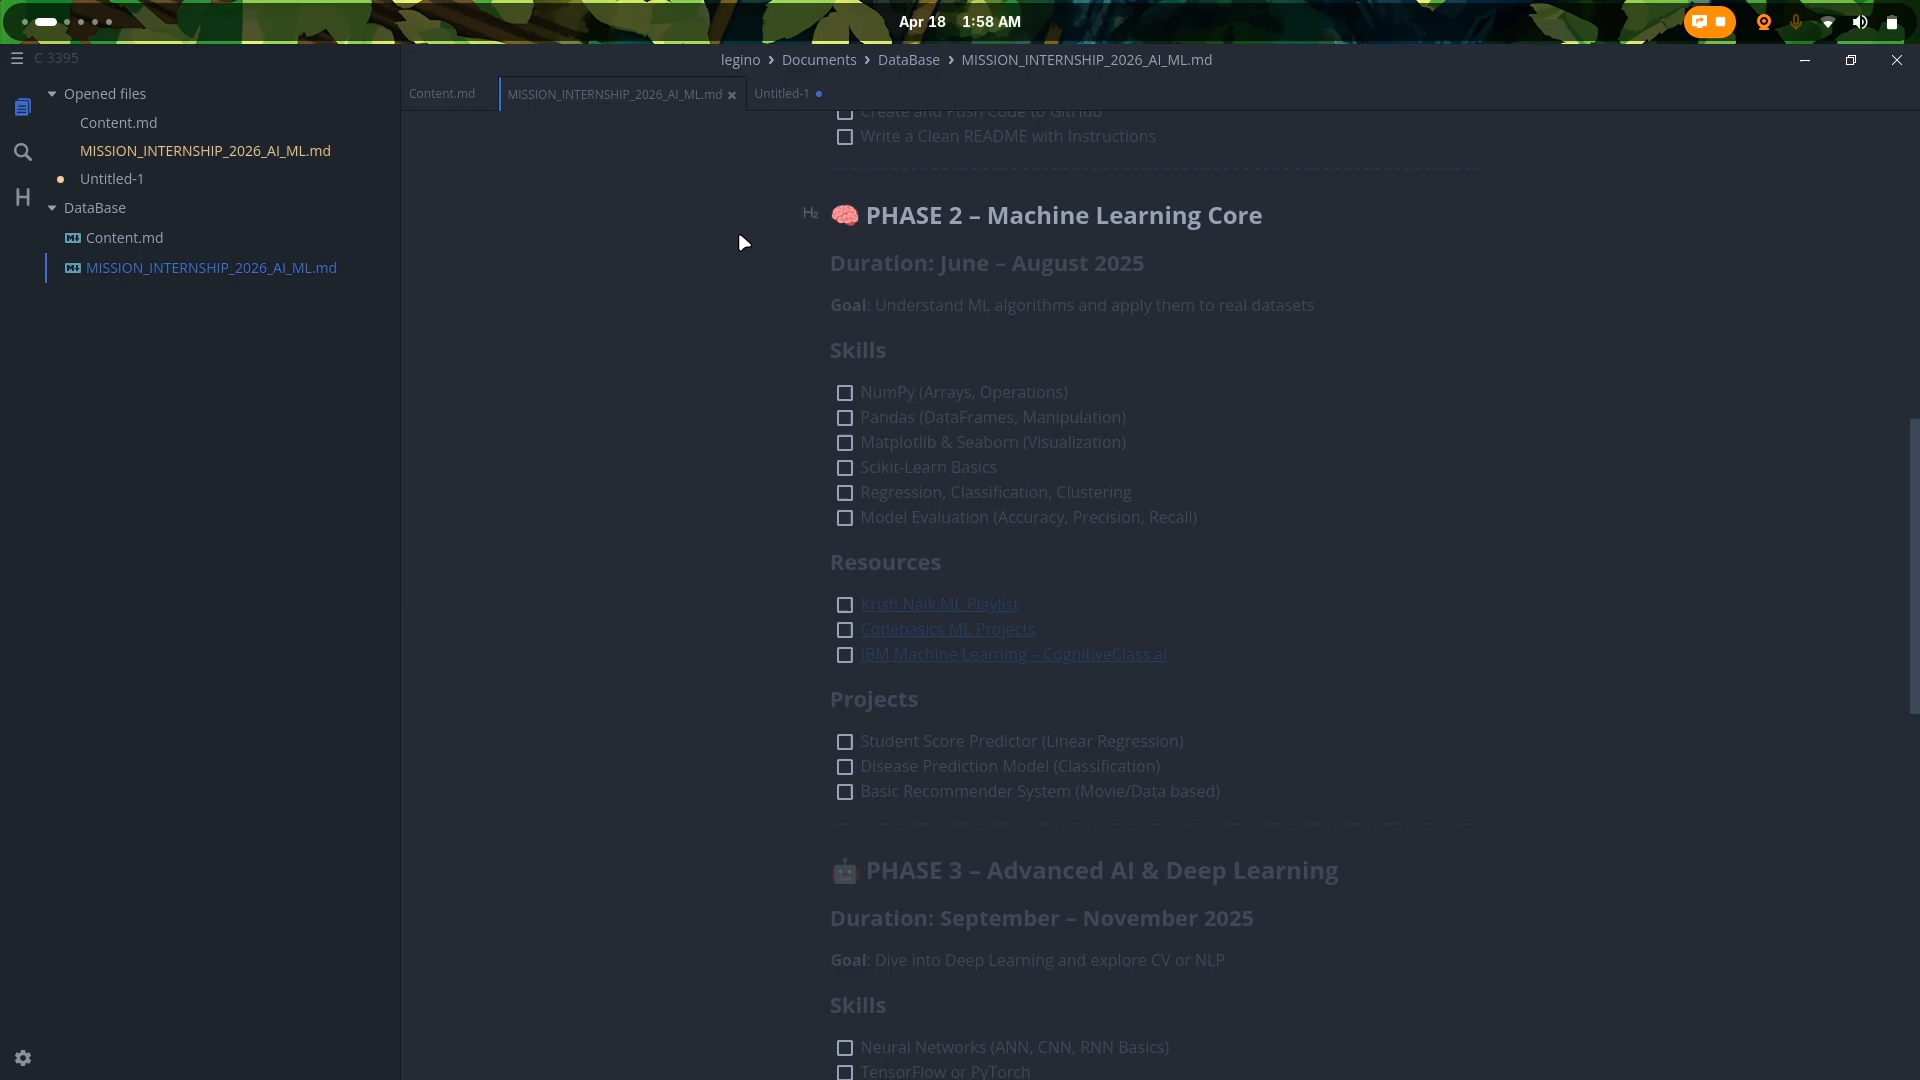 Apr 18 1:58 AM
C 3395
legino › Documents › DataBase › MISSION_INTERNSHIP_2026_AI_ML.md
Opened files
Content.md
MISSION_INTERNSHIP_2026_AI_ML.md
Untitled-1
DataBase
Content.md
MISSION_INTERNSHIP_2026_AI_ML.md
Content.md
MISSION_INTERNSHIP_2026_AI_ML.md
Untitled-1
Create and Push Code to GitHub
Write a Clean README with Instructions
H2 🧠 PHASE 2 – Machine Learning Core
Duration: June – August 2025
Goal: Understand ML algorithms and apply them to real datasets
Skills
NumPy (Arrays, Operations)
Pandas (DataFrames, Manipulation)
Matplotlib & Seaborn (Visualization)
Scikit-Learn Basics
Regression, Classification, Clustering
Model Evaluation (Accuracy, Precision, Recall)
Resources
Krish Naik ML Playlist
Codebasics ML Projects
IBM Machine Learning – CognitiveClass.ai
Projects
Student Score Predictor (Linear Regression)
Disease Prediction Model (Classification)
Basic Recommender System (Movie/Data based)
🤖 PHASE 3 – Advanced AI & Deep Learning
Duration: September – November 2025
Goal: Dive into Deep Learning and explore CV or NLP
Skills
Neural Networks (ANN, CNN, RNN Basics)
TensorFlow or PyTorch